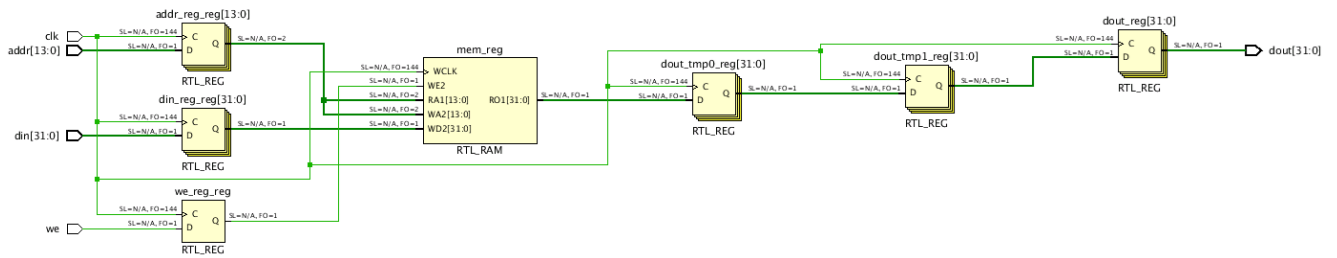 addr_reg_reg[13:0]
clk
SL=N/A, FO=144
C
addr[13:0]
SL=N/A, FO=1
D
Q
SL=N/A, FO=2
RTL_REG
din_reg_reg[31:0]
SL=N/A, FO=144
C
din[31:0]
SL=N/A, FO=1
D
Q
SL=N/A, FO=1
RTL_REG
we_reg_reg
SL=N/A, FO=144
C
we
SL=N/A, FO=1
D
Q
SL=N/A, FO=1
RTL_REG
mem_reg
SL=N/A, FO=144
WCLK
SL=N/A, FO=1
WE2
SL=N/A, FO=2
RA1[13:0]
RO1[31:0]
SL=N/A, FO=1
SL=N/A, FO=2
WA2[13:0]
SL=N/A, FO=1
WD2[31:0]
RTL_RAM
dout_tmp0_reg[31:0]
SL=N/A, FO=144
C
SL=N/A, FO=1
D
Q
SL=N/A, FO=1
RTL_REG
dout_tmp1_reg[31:0]
SL=N/A, FO=144
C
SL=N/A, FO=1
D
Q
SL=N/A, FO=1
RTL_REG
dout_reg[31:0]
SL=N/A, FO=144
C
SL=N/A, FO=1
D
Q
SL=N/A, FO=1
dout[31:0]
RTL_REG